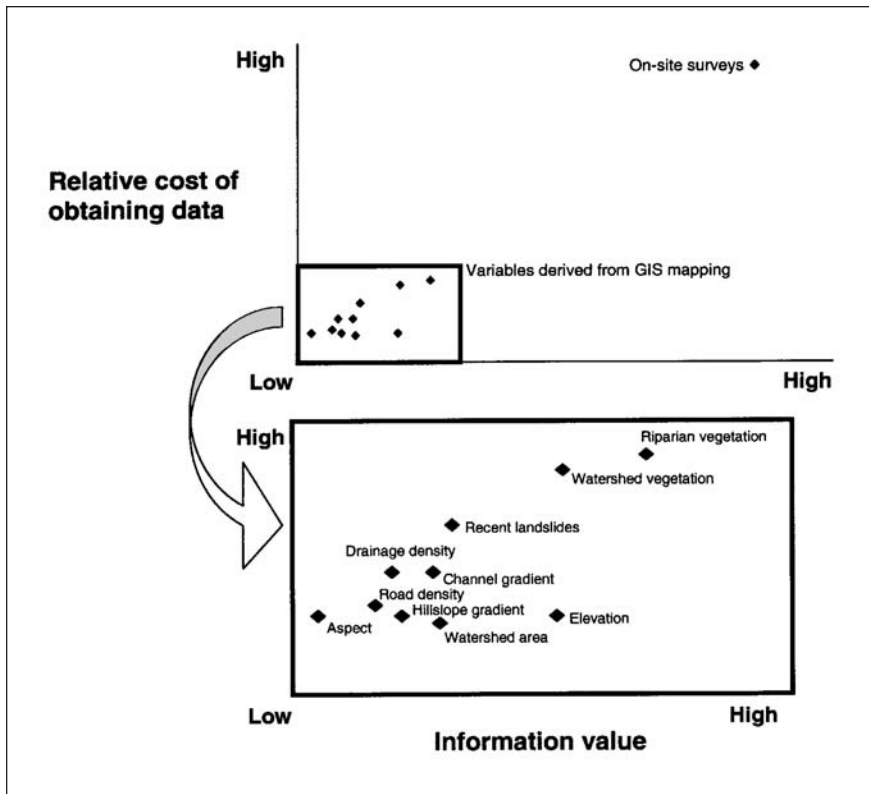 High
On-site surveys
Relative cost of
obtaining data
Variables derived from GIS mapping
Low
High
High
Riparian vegetation
Watershed vegetation
Recent landslides
Drainage density
Channel gradient
Road density
Hillslope gradient
Elevation
Aspect
Watershed area
Low
High
Information value